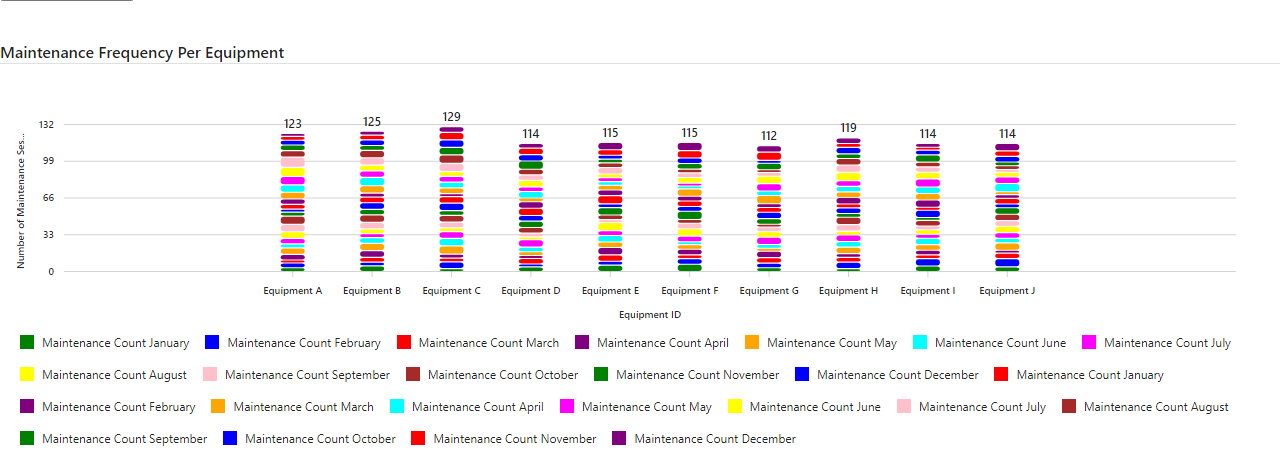 Maintenance Frequency Per Equipment
123 125 129 114 115 115 112 119 114 114
132
99
66
33
0
Number of Maintenance Ses...
Equipment A Equipment B Equipment C Equipment D Equipment E Equipment F Equipment G Equipment H Equipment I Equipment J
Equipment ID
Maintenance Count January Maintenance Count February Maintenance Count March Maintenance Count April Maintenance Count May Maintenance Count June Maintenance Count July
Maintenance Count August Maintenance Count September Maintenance Count October Maintenance Count November Maintenance Count December Maintenance Count January
Maintenance Count February Maintenance Count March Maintenance Count April Maintenance Count May Maintenance Count June Maintenance Count July Maintenance Count August
Maintenance Count September Maintenance Count October Maintenance Count November Maintenance Count December